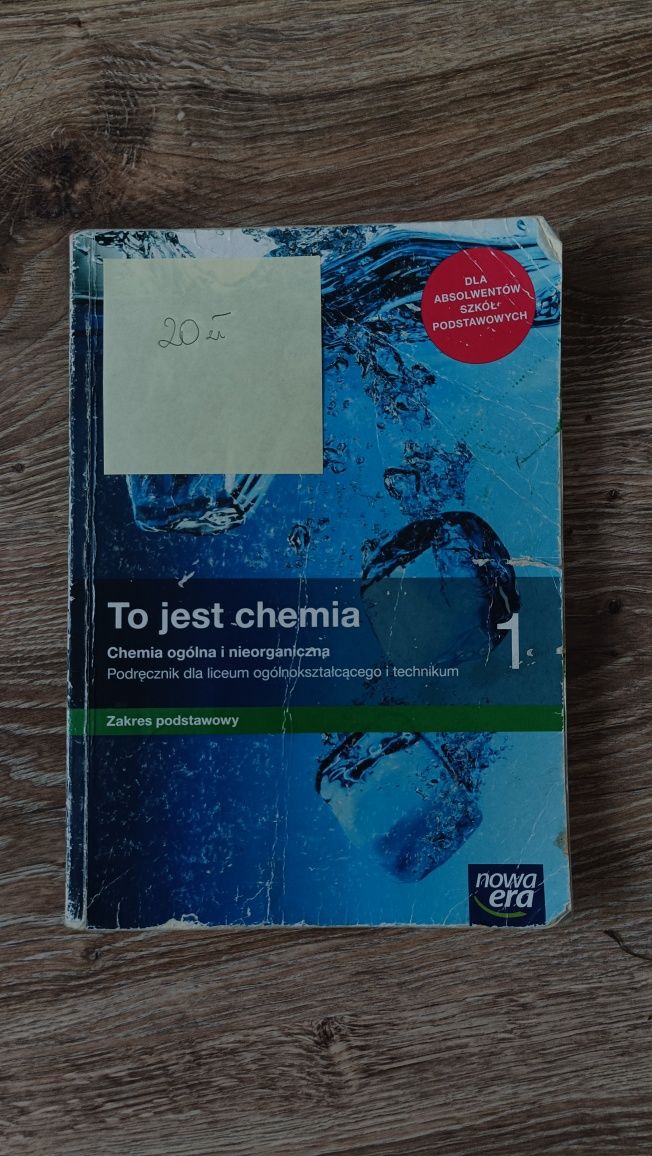 20 zł
DLA
ABSOLWENTÓW
SZKÓŁ
PODSTAWOWYCH
To jest chemia
1
Chemia ogólna i nieorganiczna
Podręcznik dla liceum ogólnokształcącego i technikum
Zakres podstawowy
nowa
era